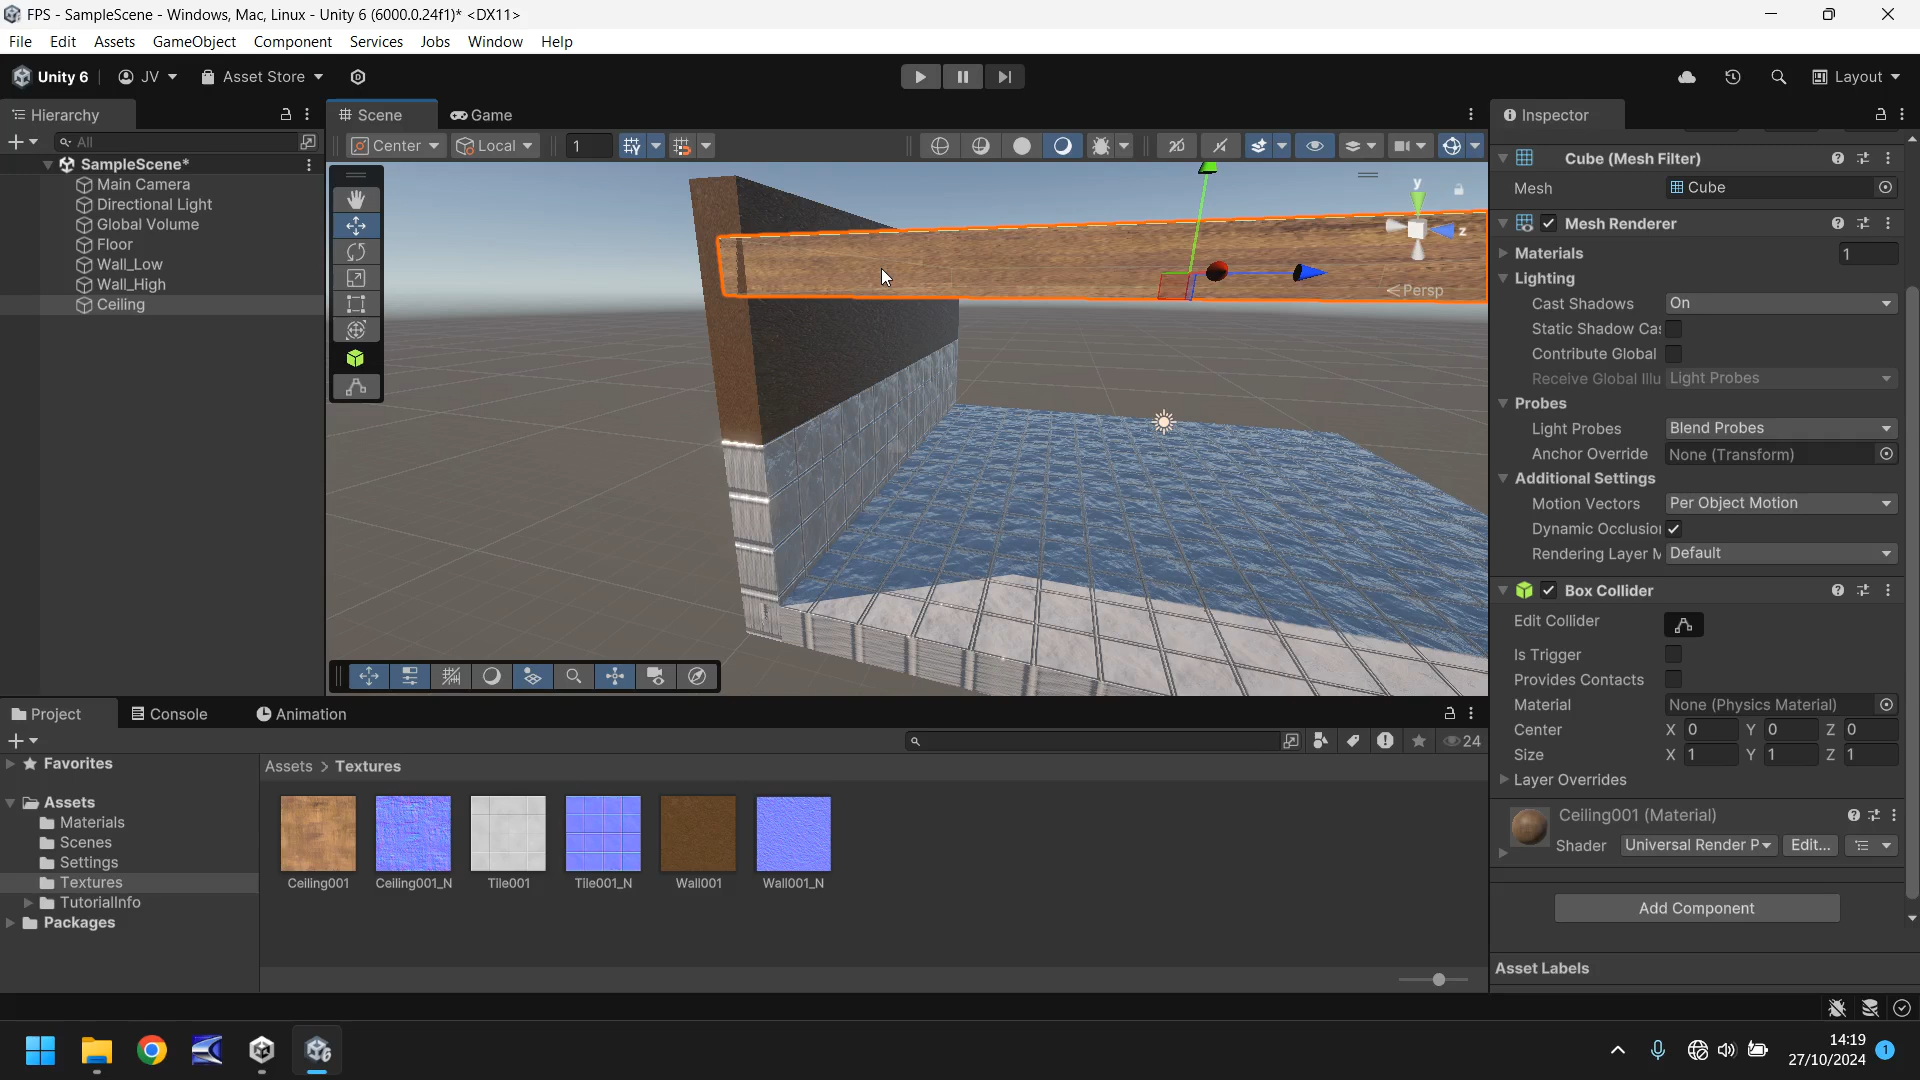 FPS - SampleScene - Windows, Mac, Linux - Unity 6 (6000.0.24f1)* <DX11>
File Edit Assets GameObject Component Services Jobs Window Help
Unity 6 JV Asset Store Layout
Hierarchy Scene Game Inspector
All Center Local 1
SampleScene*
Main Camera
Directional Light
Global Volume
Floor
Wall_Low
Wall_High
Ceiling
y
z
< Persp
Cube (Mesh Filter)
Mesh Cube
Mesh Renderer
Materials 1
Lighting
Cast Shadows On
Static Shadow Ca
Contribute Global
Receive Global Illu Light Probes
Probes
Light Probes Blend Probes
Anchor Override None (Transform)
Additional Settings
Motion Vectors Per Object Motion
Dynamic Occlusio
Rendering Layer M Default
Box Collider
Edit Collider
Is Trigger
Provides Contacts
Material None (Physics Material)
Center X 0 Y 0 Z 0
Size X 1 Y 1 Z 1
Layer Overrides
Ceiling001 (Material)
Shader Universal Render P Edit...
Add Component
Asset Labels
Project Console Animation
24
Favorites
Assets > Textures
Assets
Materials
Scenes
Settings
Textures
TutorialInfo
Packages
Ceiling001 Ceiling001_N Tile001 Tile001_N Wall001 Wall001_N
14:19
27/10/2024
1